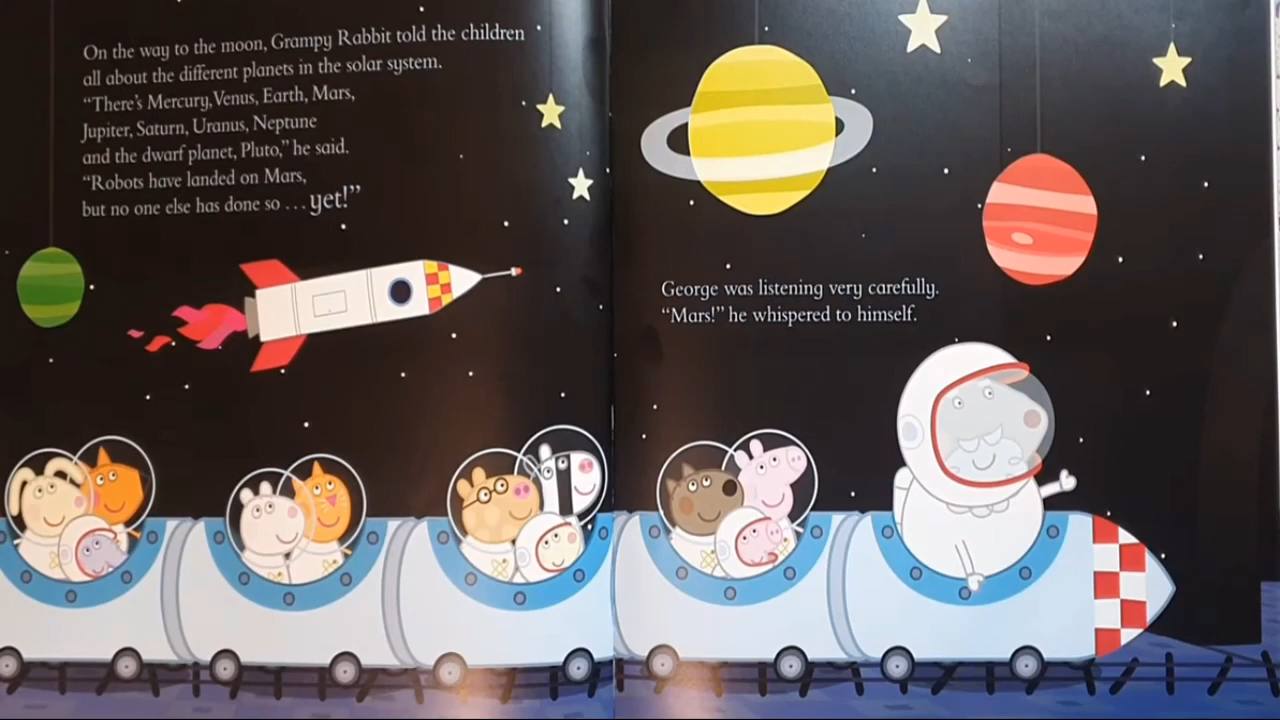 On the way to the moon, Grampy Rabbit told the children
all about the different planets in the solar system.
“There’s Mercury, Venus, Earth, Mars,
Jupiter, Saturn, Uranus, Neptune
and the dwarf planet, Pluto,” he said.
“Robots have landed on Mars,
but no one else has done so . . . yet!”
George was listening very carefully.
“Mars!” he whispered to himself.